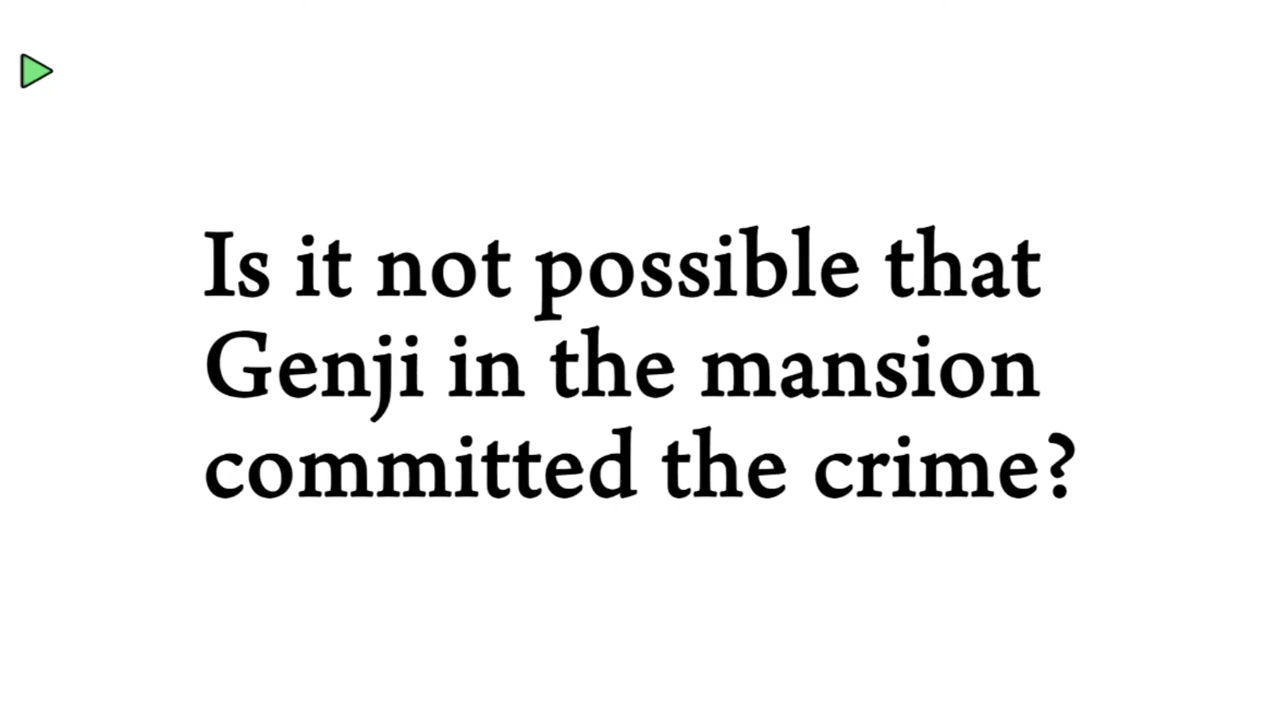 Is it not possible that
Genji in the mansion
committed the crime?